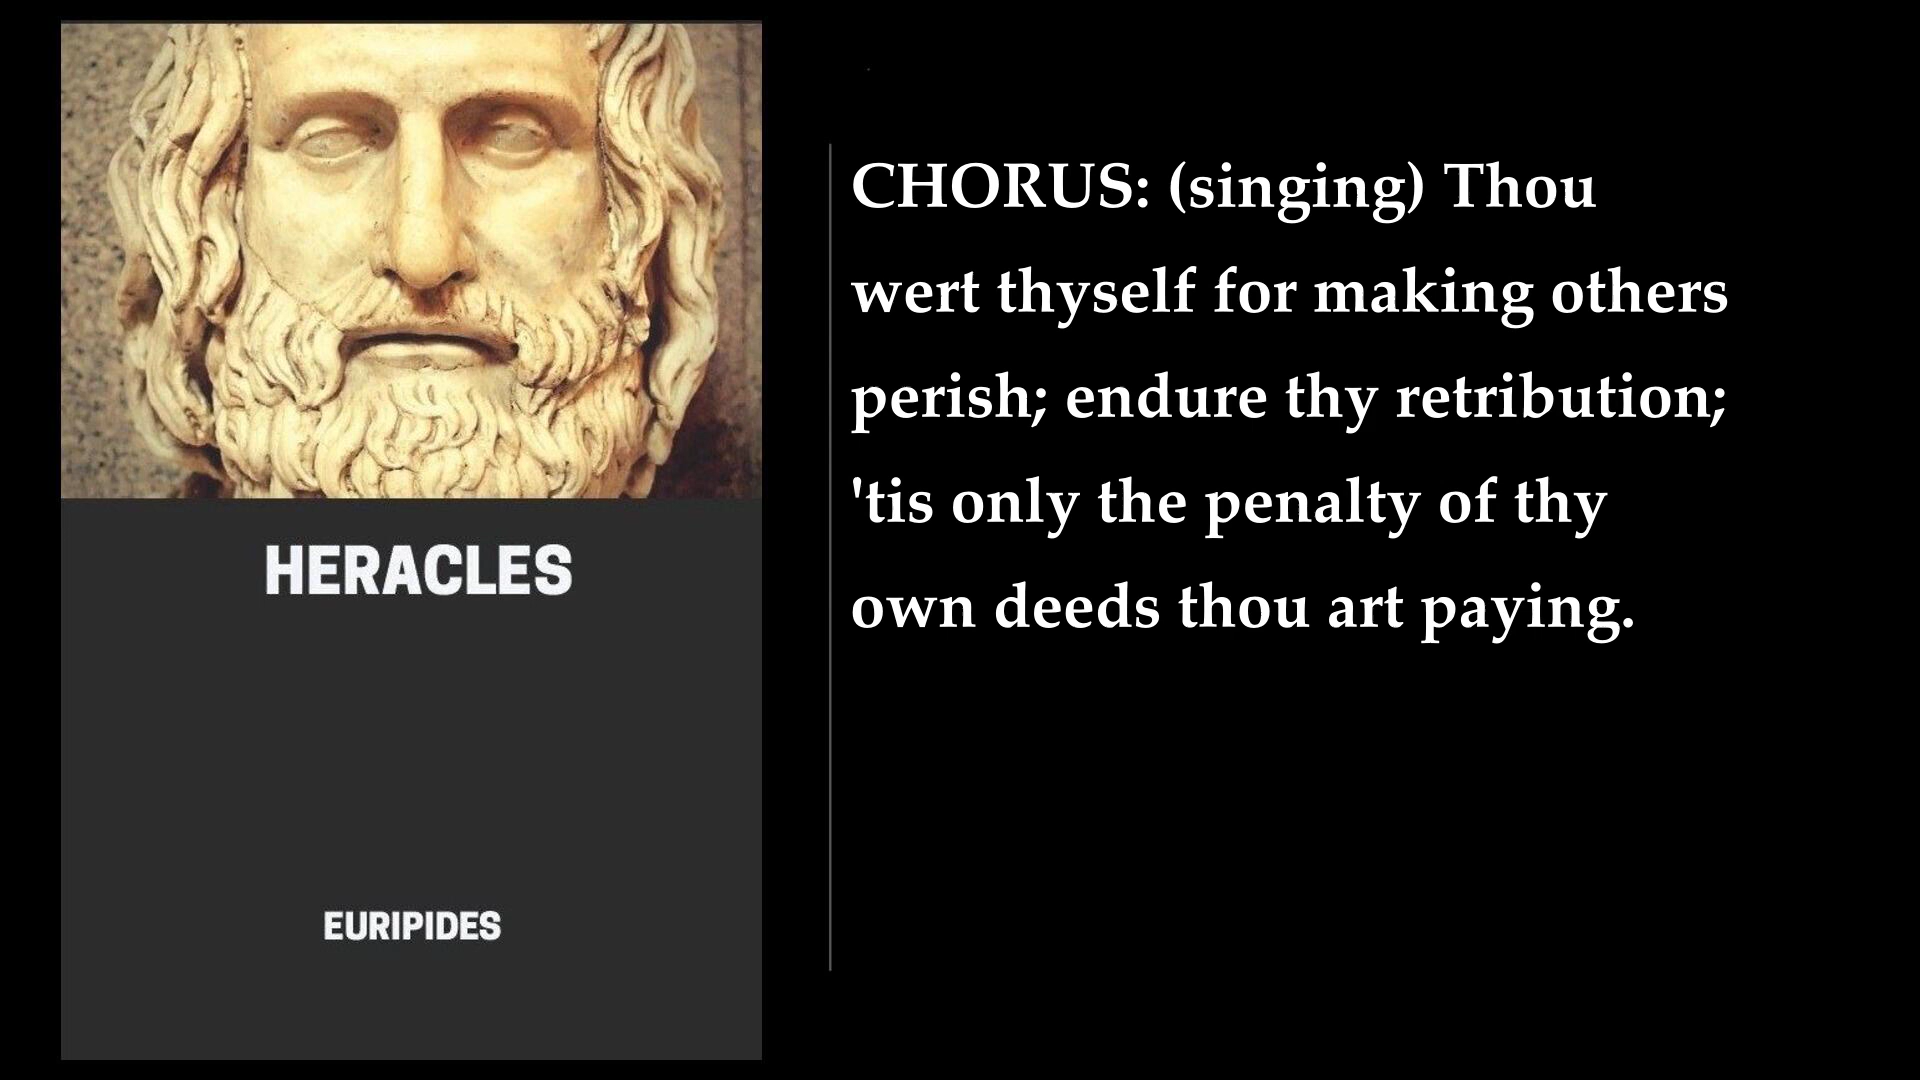 HERACLES
EURIPIDES
CHORUS: (singing) Thou
wert thyself for making others
perish; endure thy retribution;
'tis only the penalty of thy
own deeds thou art paying.